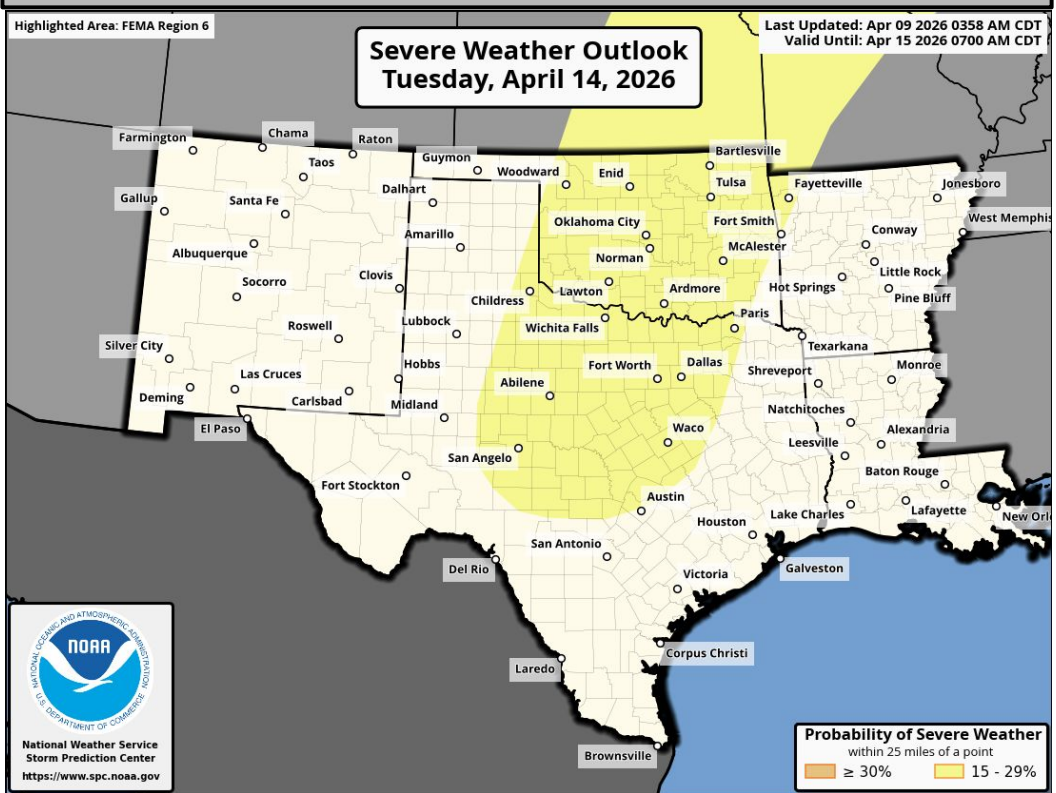 Highlighted Area: FEMA Region 6
Last Updated: Apr 09 2026 0358 AM CDT
Valid Until: Apr 15 2026 0700 AM CDT
Severe Weather Outlook
Tuesday, April 14, 2026
Farmington
Chama
Raton
Taos
Guymon
Woodward
Enid
Bartlesville
Tulsa
Fayetteville
Jonesboro
Gallup
Santa Fe
Dalhart
Oklahoma City
Fort Smith
West Memphis
Albuquerque
Amarillo
Norman
McAlester
Conway
Socorro
Clovis
Childress
Lawton
Ardmore
Hot Springs
Little Rock
Pine Bluff
Roswell
Lubbock
Wichita Falls
Paris
Silver City
Texarkana
Las Cruces
Hobbs
Fort Worth
Dallas
Shreveport
Monroe
Deming
Carlsbad
Midland
Abilene
Natchitoches
El Paso
Waco
Alexandria
San Angelo
Leesville
Fort Stockton
Baton Rouge
Austin
Lake Charles
Lafayette
New Orl
Houston
San Antonio
Del Rio
Galveston
Victoria
Laredo
Corpus Christi
Brownsville
NATIONAL OCEANIC AND ATMOSPHERIC ADMINISTRATION
NOAA
U.S. DEPARTMENT OF COMMERCE
National Weather Service
Storm Prediction Center
https://www.spc.noaa.gov
Probability of Severe Weather
within 25 miles of a point
≥ 30%
15 - 29%